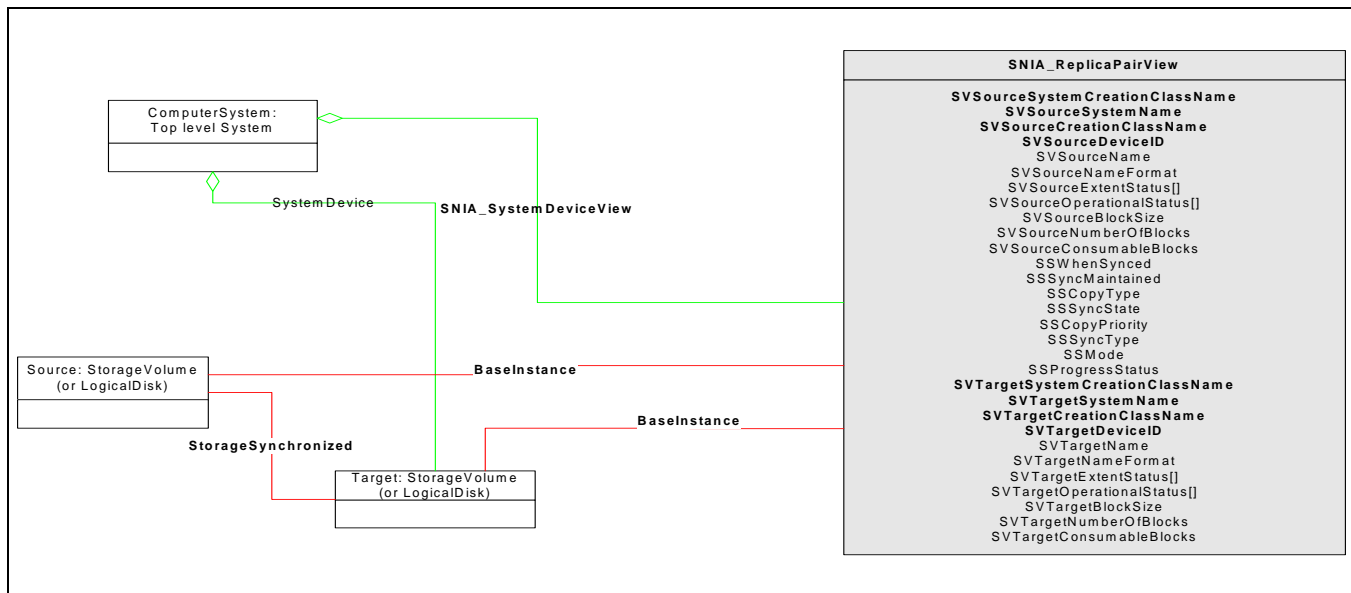 SNIA_ReplicaPairView
SVSourceSystemCreationClassName
SVSourceSystemName
SVSourceCreationClassName
SVSourceDeviceID
SVSourceName
SVSourceNameFormat
SVSourceExtentStatus[]
SVSourceOperationalStatus[]
SVSourceBlockSize
SVSourceNumberOfBlocks
SVSourceConsumableBlocks
SSWhenSynced
SSSyncMaintained
SSCopyType
SSSyncState
SSCopyPriority
SSSyncType
SSMode
SSProgressStatus
SVTargetSystemCreationClassName
SVTargetSystemName
SVTargetCreationClassName
SVTargetDeviceID
SVTargetName
SVTargetNameFormat
SVTargetExtentStatus[]
SVTargetOperationalStatus[]
SVTargetBlockSize
SVTargetNumberOfBlocks
SVTargetConsumableBlocks
ComputerSystem:
Top level System
SystemDevice
SNIA_SystemDeviceView
Source: StorageVolume
(or LogicalDisk)
BaseInstance
BaseInstance
StorageSynchronized
Target: StorageVolume
(or LogicalDisk)